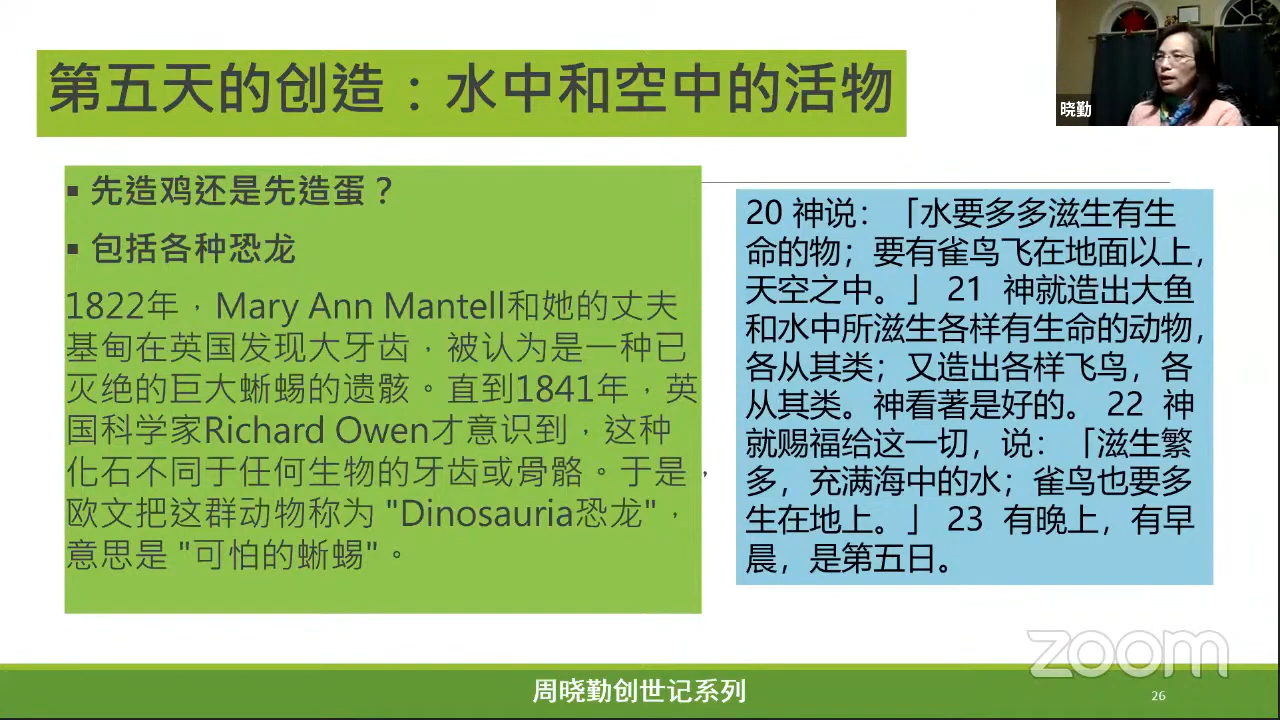 第五天的创造：水中和空中的活物
晓勤
▪ 先造鸡还是先造蛋？
▪ 包括各种恐龙
1822年，Mary Ann Mantell和她的丈夫
基甸在英国发现大牙齿，被认为是一种已
灭绝的巨大蜥蜴的遗骸。直到1841年，英
国科学家Richard Owen才意识到，这种
化石不同于任何生物的牙齿或骨骼。于是，
欧文把这群动物称为 "Dinosauria恐龙"，
意思是 "可怕的蜥蜴"。
20 神说：「水要多多滋生有生
命的物；要有雀鸟飞在地面以上，
天空之中。」 21 神就造出大鱼
和水中所滋生各样有生命的动物，
各从其类；又造出各样飞鸟，各
从其类。神看著是好的。 22 神
就赐福给这一切，说：「滋生繁
多，充满海中的水；雀鸟也要多
生在地上。」 23 有晚上，有早
晨，是第五日。
zoom
周晓勤创世记系列
26